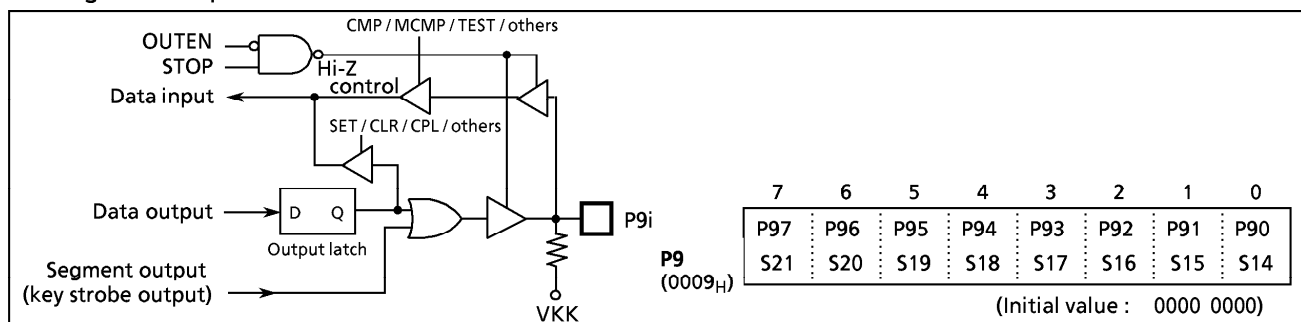 CMP / MCMP / TEST / others
OUTEN
STOP
Hi-Z
control
Data input
SET / CLR / CPL / others
Data output
D Q
Output latch
P9i
Segment output
(key strobe output)
VKK
7 6 5 4 3 2 1 0
P97 P96 P95 P94 P93 P92 P91 P90
P9
S21 S20 S19 S18 S17 S16 S15 S14
(0009H)
(Initial value : 0000 0000)